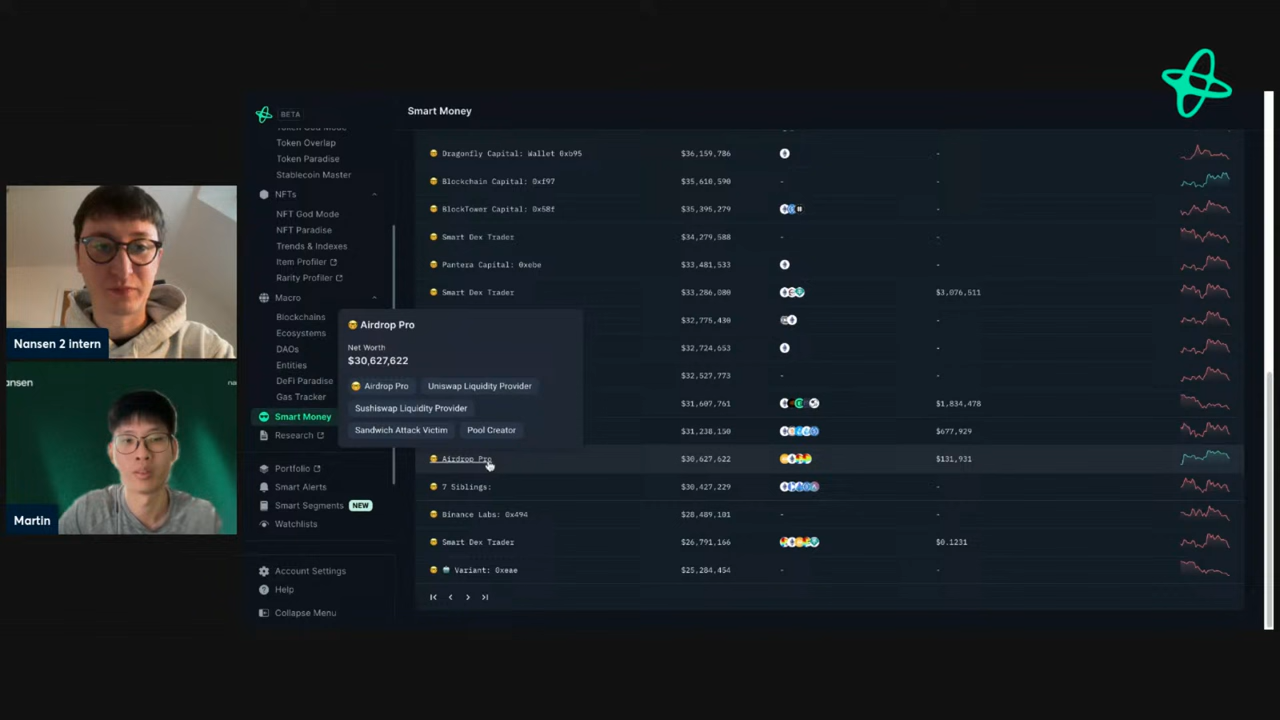 BETA
Smart Money
Token God Mode
Token Overlap
Token Paradise
Stablecoin Master
NFTs
NFT God Mode
NFT Paradise
Trends & Indexes
Item Profiler
Rarity Profiler
Macro
Blockchains
Ecosystems
DAOs
Entities
DeFi Paradise
Gas Tracker
Smart Money
Research
Portfolio
Smart Alerts
Smart Segments NEW
Watchlists
Account Settings
Help
Collapse Menu
Dragonfly Capital: Wallet 0xb95 $36,159,786 -
Blockchain Capital: 0xf97 $35,610,590 - -
BlockTower Capital: 0x58f $35,395,279 -
Smart Dex Trader $34,279,588 - -
Pantera Capital: 0xebe $33,481,533 -
Smart Dex Trader $33,286,080 $3,076,511
$32,775,430 -
$32,724,653 -
$32,527,773 - -
$31,607,761 $1,834,478
$31,238,150 $677,929
Airdrop Pro $30,627,622 $131,931
7 Siblings: $30,427,229 -
Binance Labs: 0x494 $28,489,101 - -
Smart Dex Trader $26,791,166 $0.1231
Variant: 0xeae $25,284,454 - -
Airdrop Pro
Net Worth
$30,627,622
Airdrop Pro Uniswap Liquidity Provider
Sushiswap Liquidity Provider
Sandwich Attack Victim Pool Creator
Nansen 2 Intern
ansen na
Martin